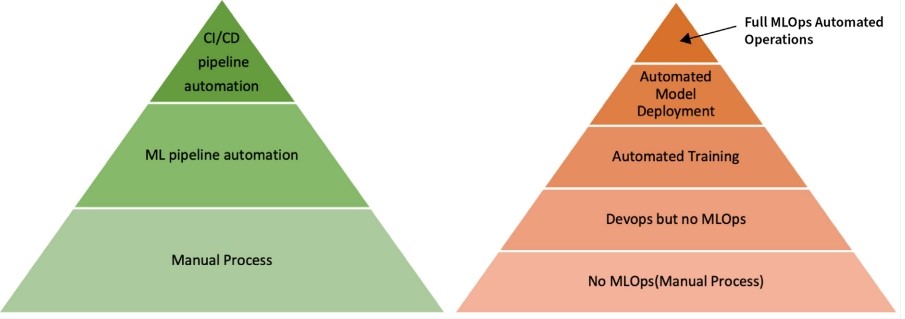 CI/CD
pipeline
automation
ML pipeline automation
Manual Process
Full MLOps Automated
Operations
Automated
Model
Deployment
Automated Training
Devops but no MLOps
No MLOps(Manual Process)